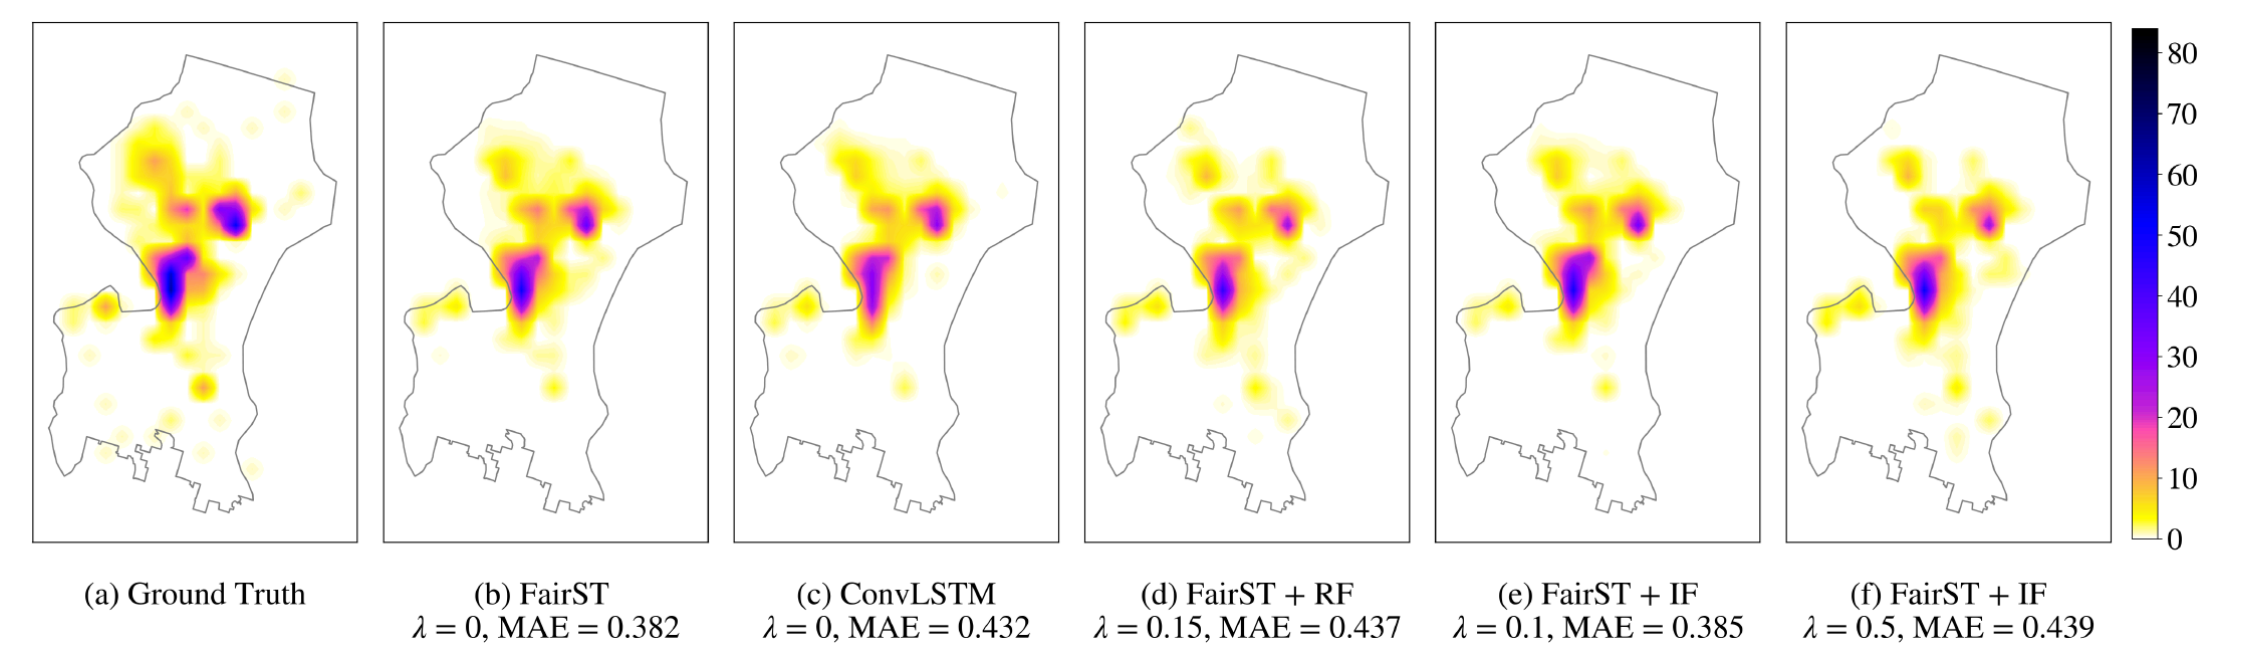 80
70
60
50
40
30
20
10
0
(a) Ground Truth
(b) FairST
λ = 0, MAE = 0.382
(c) ConvLSTM
λ = 0, MAE = 0.432
(d) FairST + RF
λ = 0.15, MAE = 0.437
(e) FairST + IF
λ = 0.1, MAE = 0.385
(f) FairST + IF
λ = 0.5, MAE = 0.439